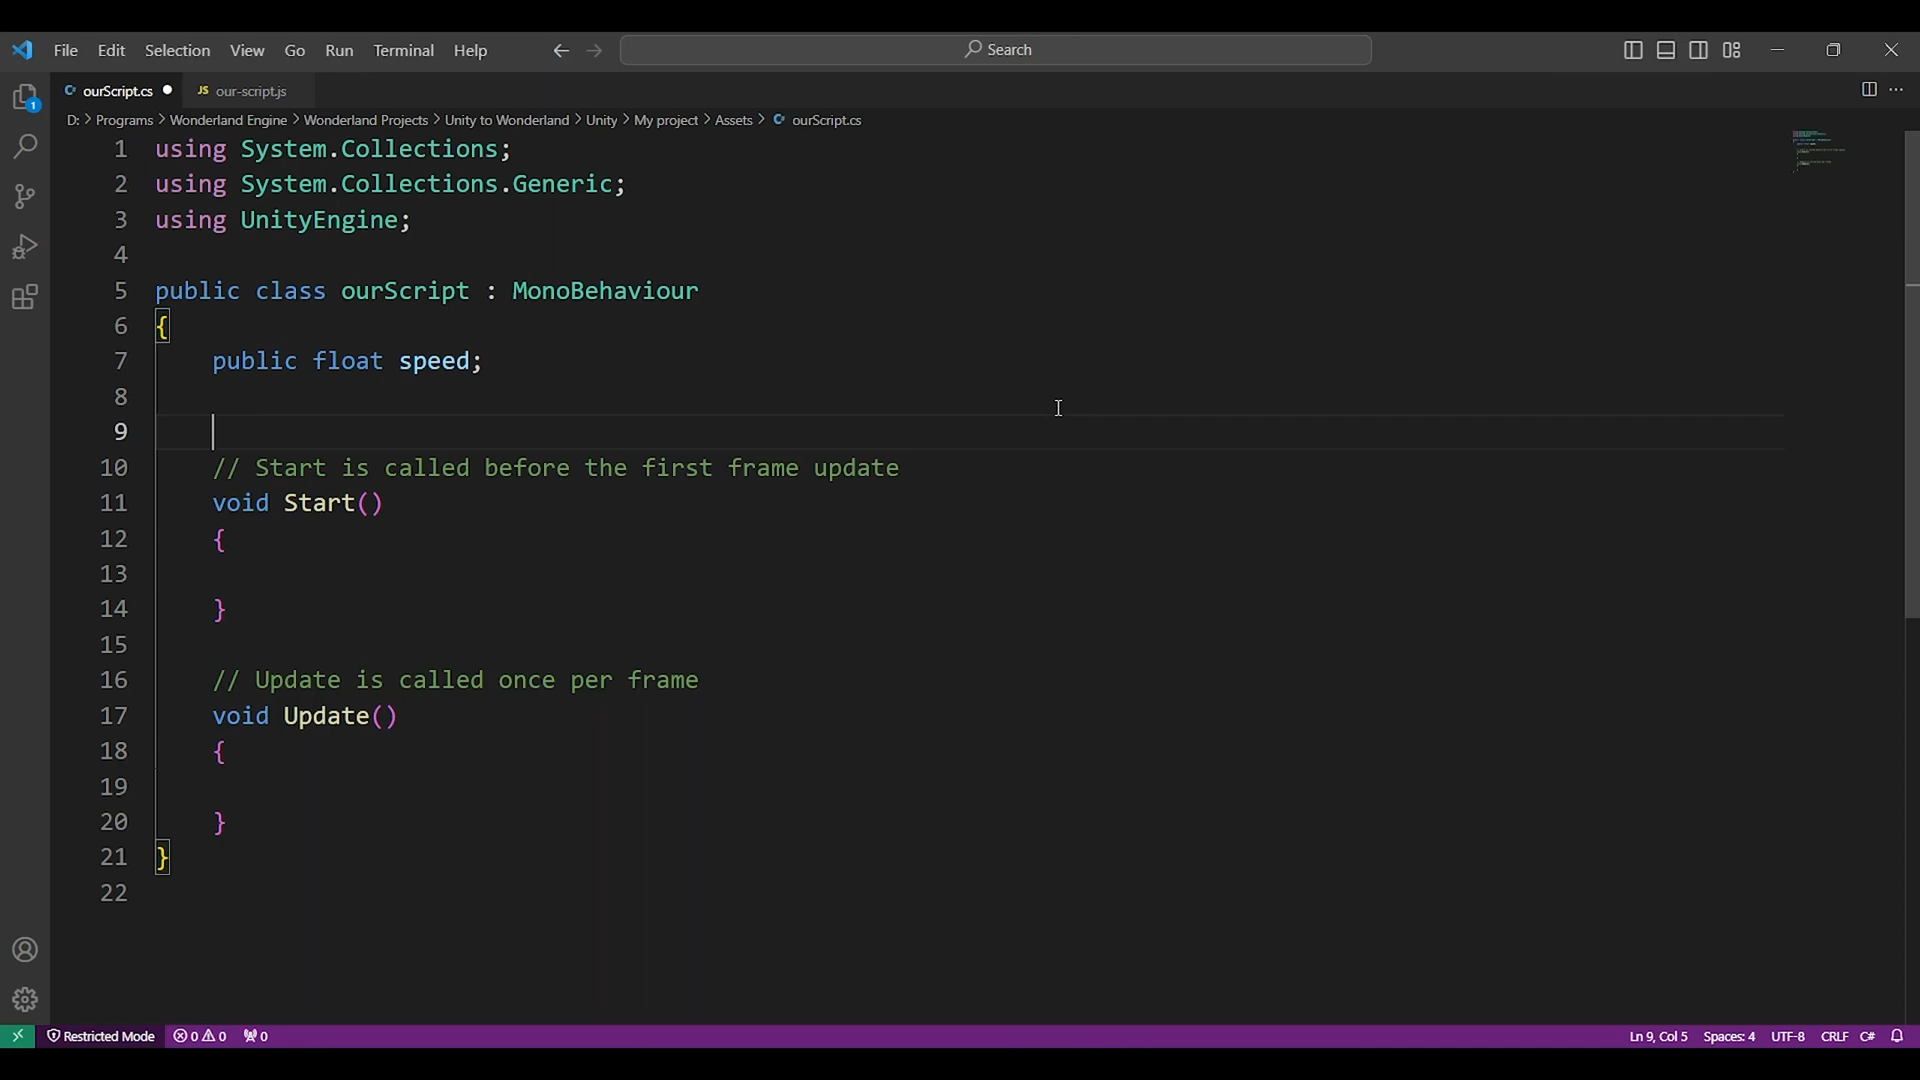 File Edit Selection View Go Run Terminal Help Search
ourScript.cs JS our-script.js
D: > Programs > Wonderland Engine > Wonderland Projects > Unity to Wonderland > Unity > My project > Assets > ourScript.cs
1 using System.Collections;
2 using System.Collections.Generic;
3 using UnityEngine;
4
5 public class ourScript : MonoBehaviour
6 {
7 public float speed;
8
9
10 // Start is called before the first frame update
11 void Start()
12 {
13
14 }
15
16 // Update is called once per frame
17 void Update()
18 {
19
20 }
21 }
22
1
Restricted Mode 0 0 0 Ln 9, Col 5 Spaces: 4 UTF-8 CRLF C#